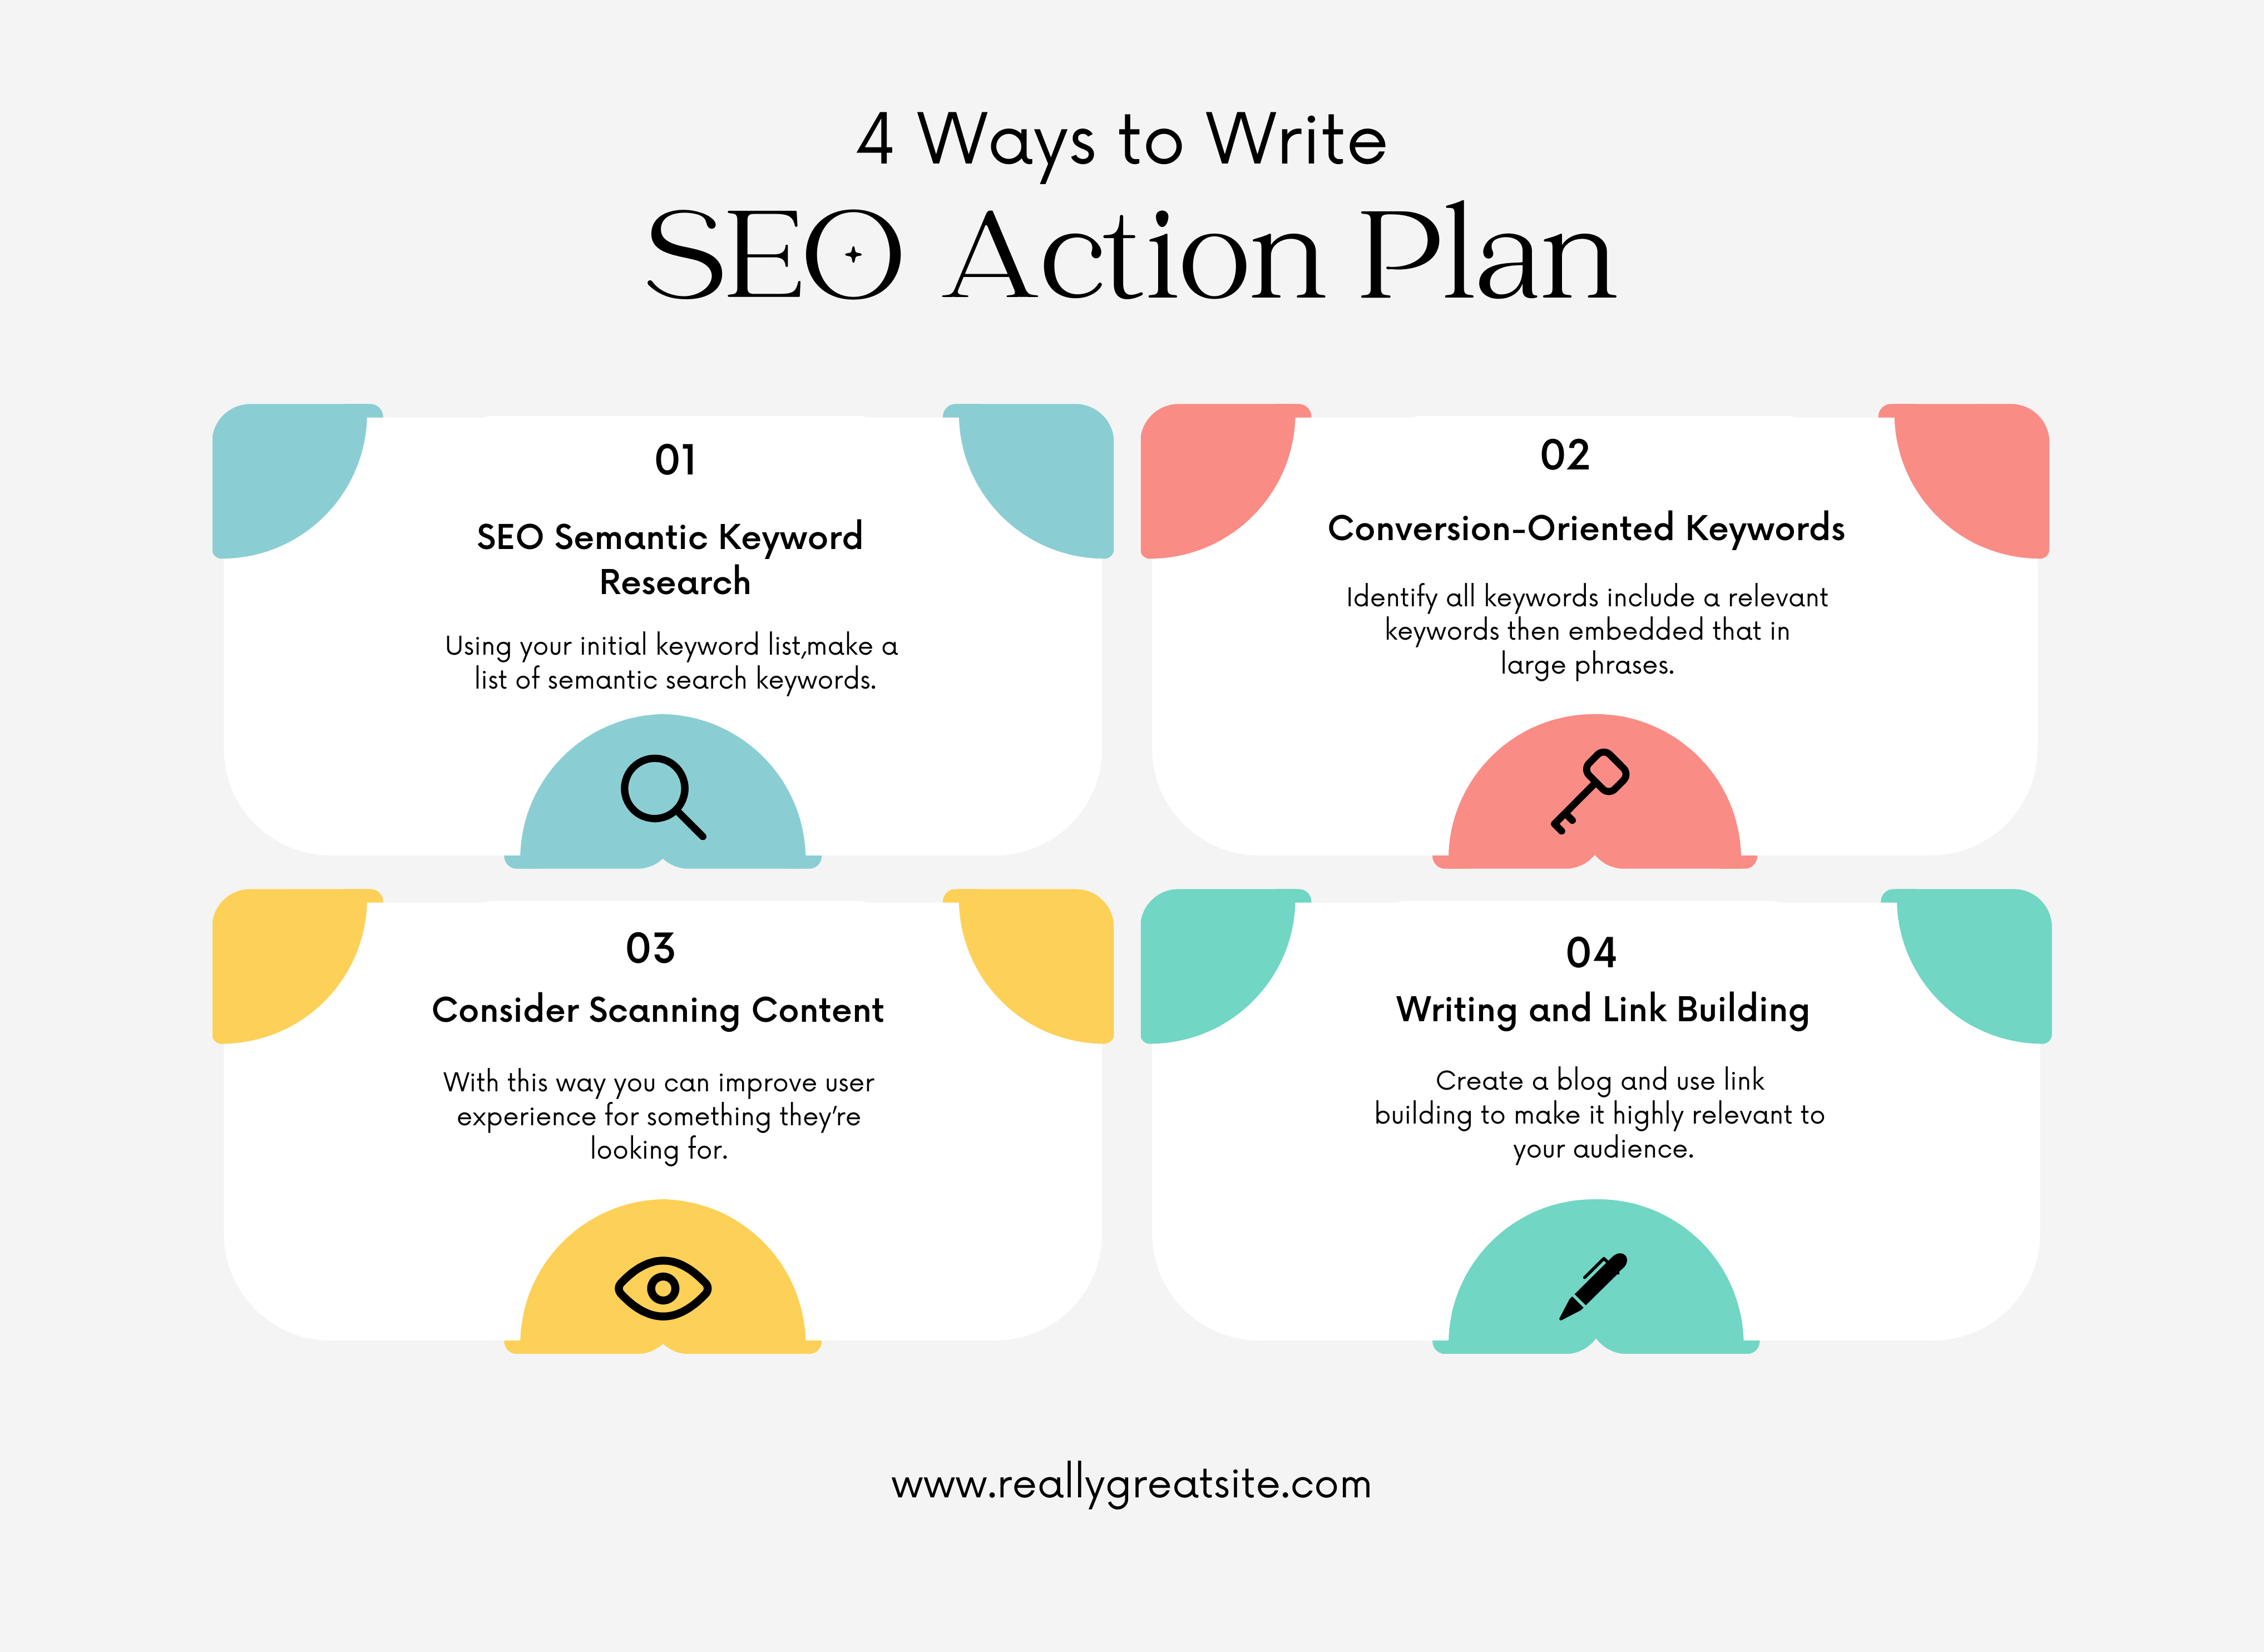 4 Ways to Write
SEO Action Plan
01
SEO Semantic Keyword
Research
Using your initial keyword list,make a
list of semantic search keywords.
02
Conversion-Oriented Keywords
Identify all keywords include a relevant
keywords then embedded that in
large phrases.
03
Consider Scanning Content
With this way you can improve user
experience for something they’re
looking for.
04
Writing and Link Building
Create a blog and use link
building to make it highly relevant to
your audience.
www.reallygreatsite.com